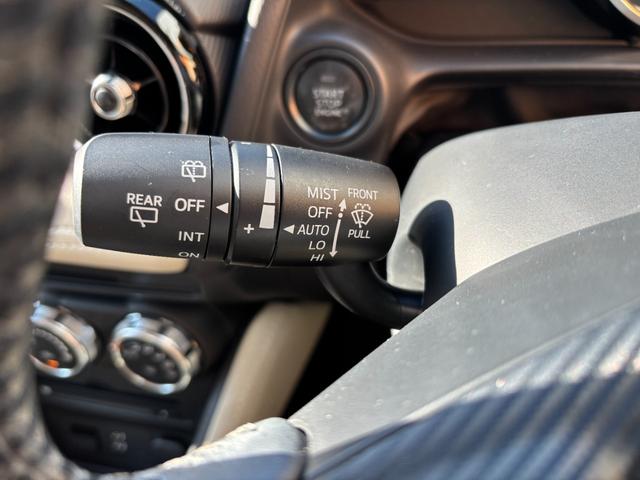 START
STOP
ENGINE
REAR
OFF
INT
ON
+
MIST
OFF
AUTO
LO
HI
FRONT
PULL